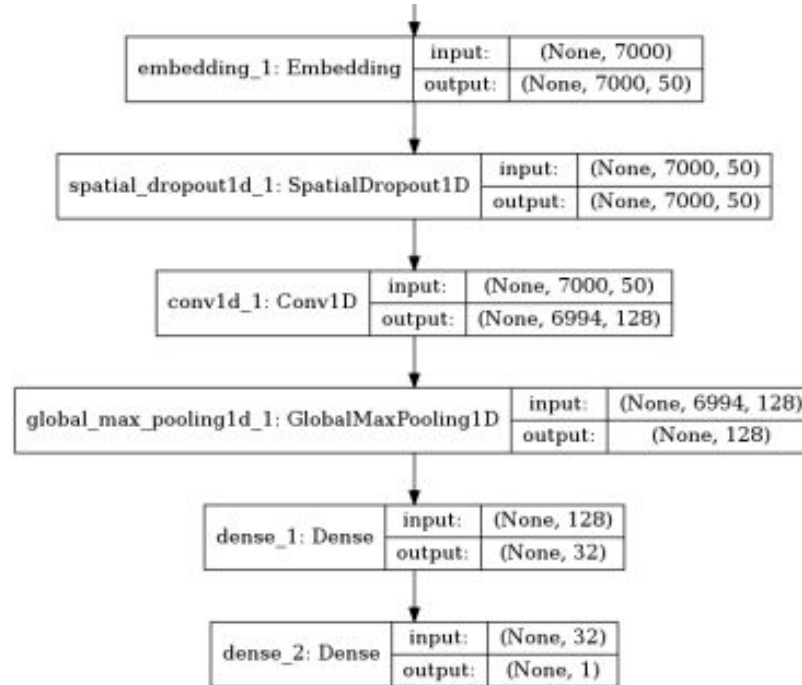 embedding_1: Embedding input: (None, 7000)
output: (None, 7000, 50)
spatial_dropout1d_1: SpatialDropout1D input: (None, 7000, 50)
output: (None, 7000, 50)
conv1d_1: Conv1D input: (None, 7000, 50)
output: (None, 6994, 128)
global_max_pooling1d_1: GlobalMaxPooling1D input: (None, 6994, 128)
output: (None, 128)
dense_1: Dense input: (None, 128)
output: (None, 32)
dense_2: Dense input: (None, 32)
output: (None, 1)